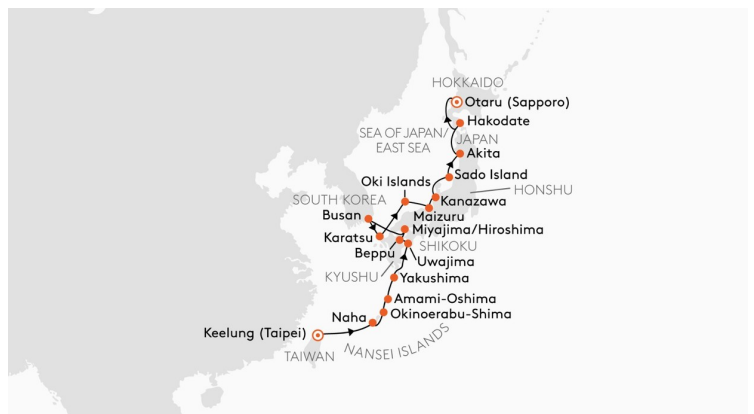 HOKKAIDO
Otaru (Sapporo)
Hakodate
SEA OF JAPAN/
EAST SEA
JAPAN
Akita
Sado Island
Oki Islands
HONSHU
SOUTH KOREA
Kanazawa
Busan
Maizuru
Miyajima/Hiroshima
Karatsu
SHIKOKU
Beppu
Uwajima
KYUSHU
Yakushima
Amami-Oshima
Naha
Okinoerabu-Shima
Keelung (Taipei)
TAIWAN
NANSEI ISLANDS